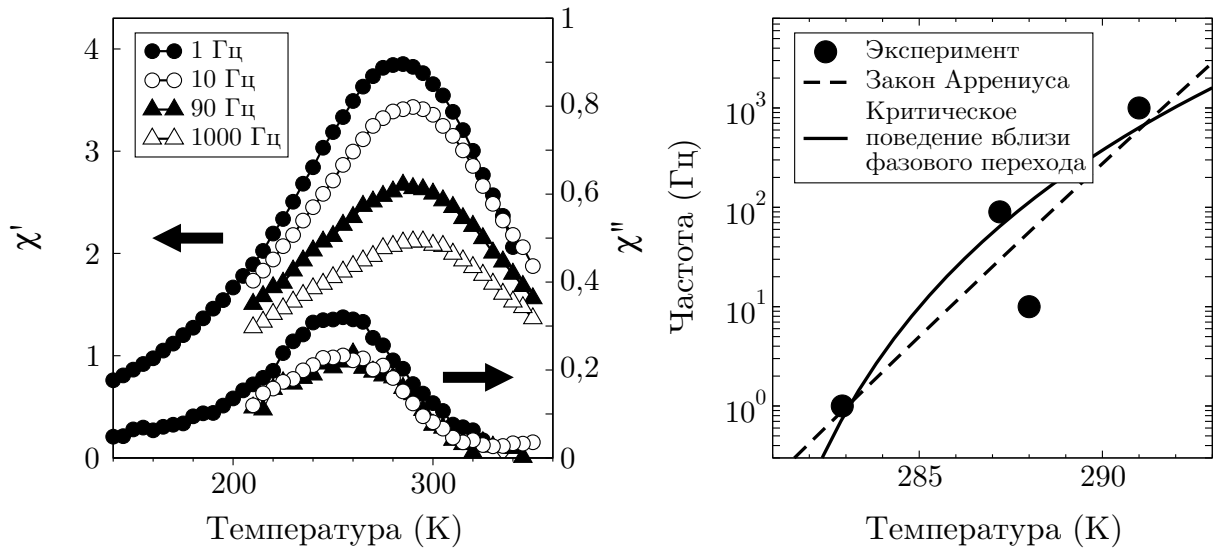 1 Гц
10 Гц
90 Гц
1000 Гц
χ'
4
3
2
1
0
1
0,8
0,6
0,4
0,2
0
χ"
200
300
Температура (K)
Эксперимент
Закон Аррениуса
Критическое
поведение вблизи
фазового перехода
Частота (Гц)
10³
10²
10¹
10⁰
285
290
Температура (K)